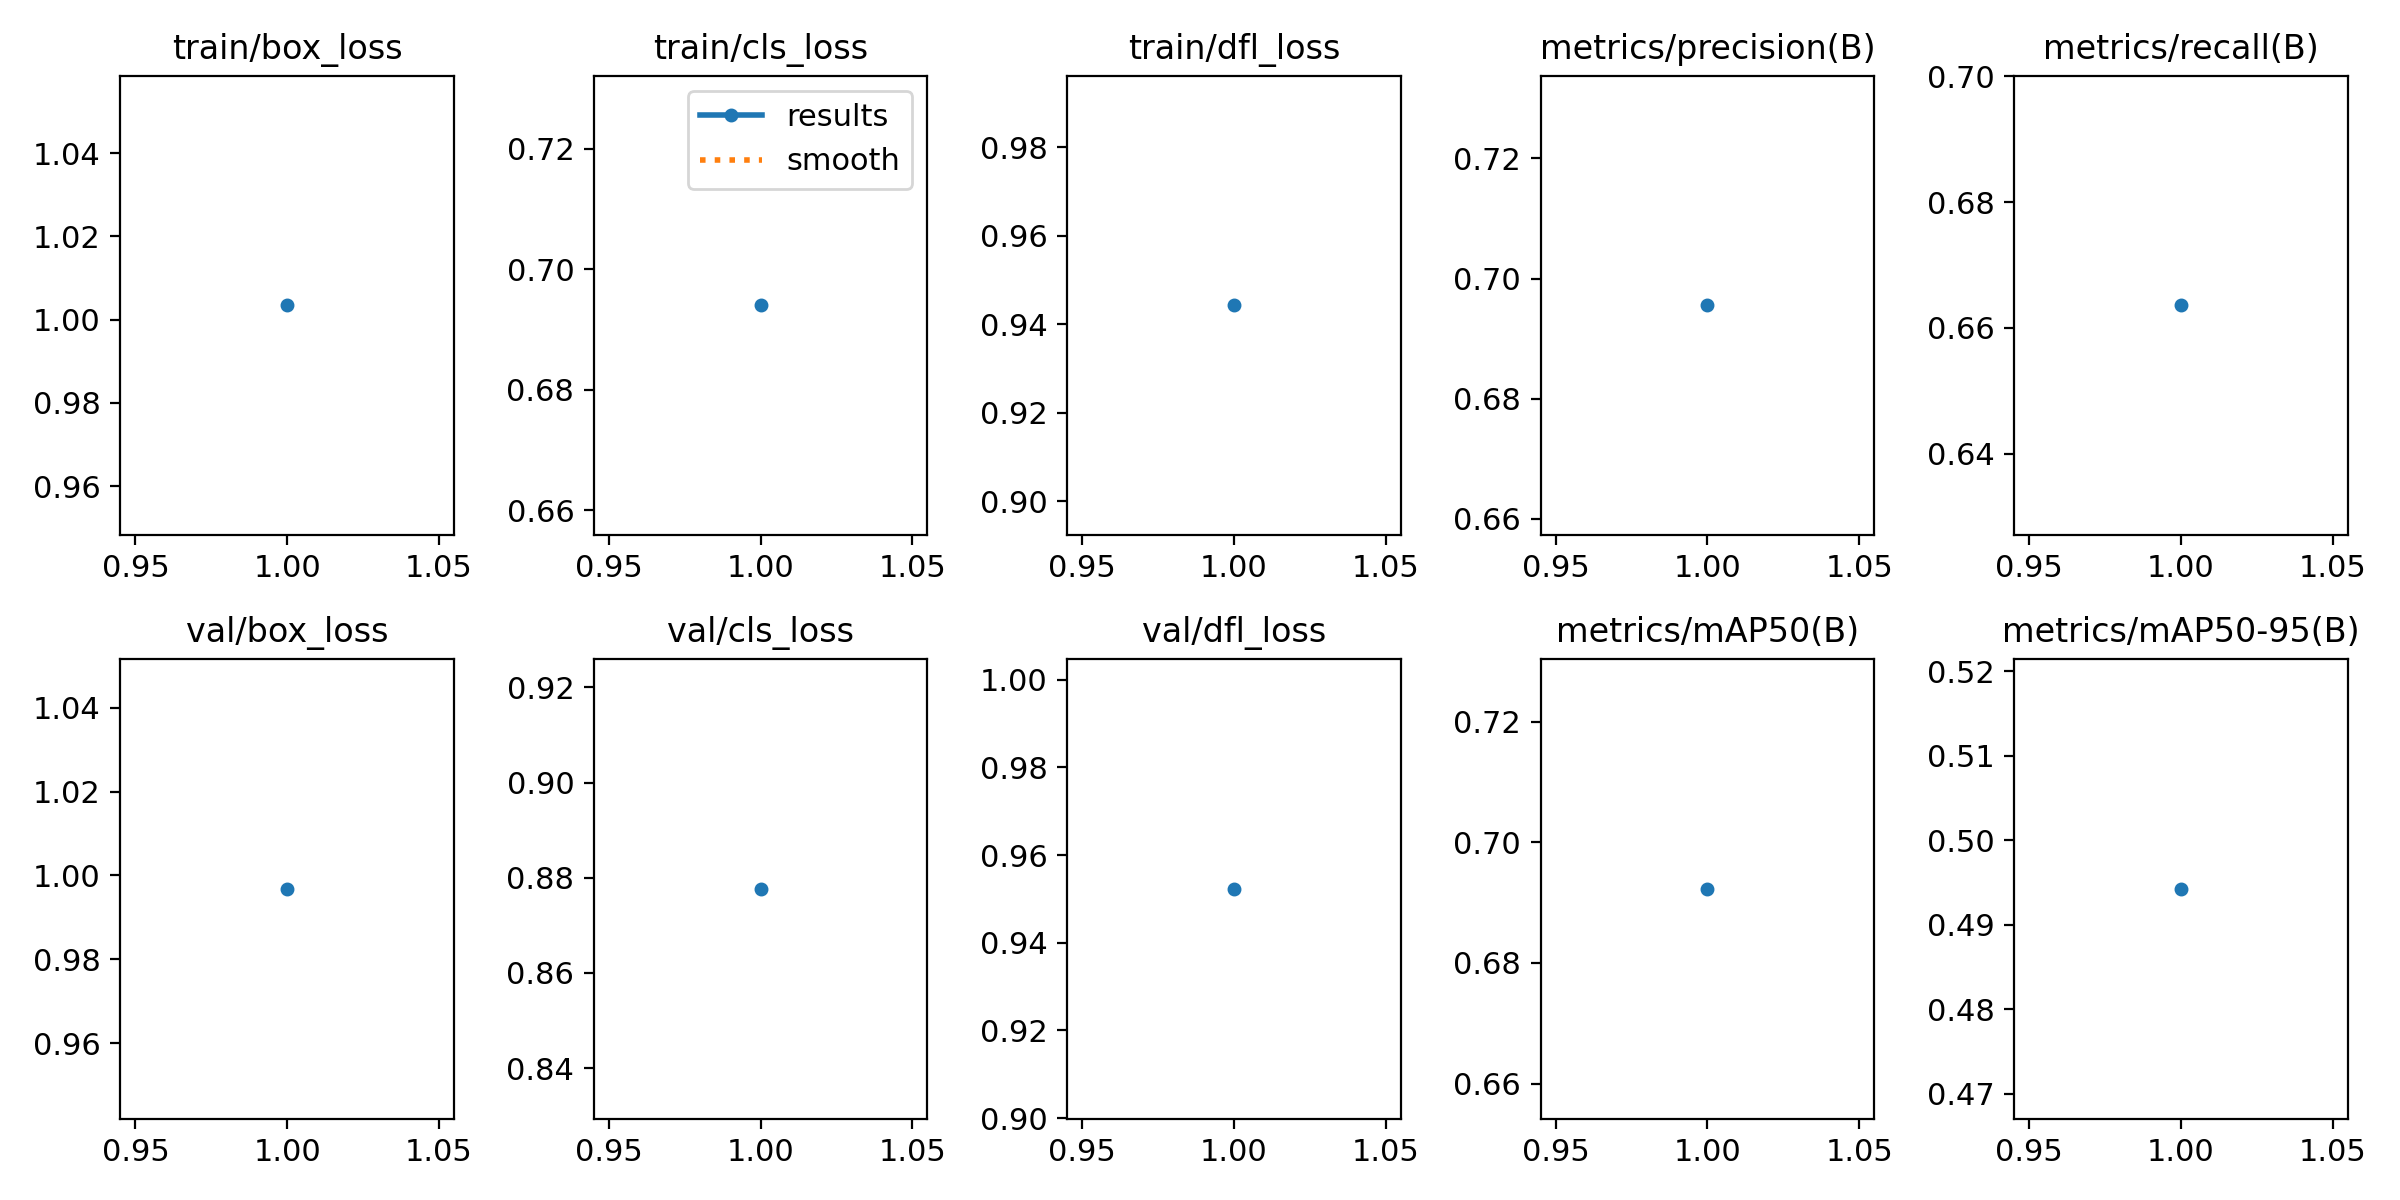 train/box_loss
1.04
1.02
1.00
0.98
0.96
0.95 1.00 1.05
train/cls_loss
results
smooth
0.72
0.70
0.68
0.66
0.95 1.00 1.05
train/dfl_loss
0.98
0.96
0.94
0.92
0.90
0.95 1.00 1.05
metrics/precision(B)
0.72
0.70
0.68
0.66
0.95 1.00 1.05
metrics/recall(B)
0.70
0.68
0.66
0.64
0.95 1.00 1.05
val/box_loss
1.04
1.02
1.00
0.98
0.96
0.95 1.00 1.05
val/cls_loss
0.92
0.90
0.88
0.86
0.84
0.95 1.00 1.05
val/dfl_loss
1.00
0.98
0.96
0.94
0.92
0.90
0.95 1.00 1.05
metrics/mAP50(B)
0.72
0.70
0.68
0.66
0.95 1.00 1.05
metrics/mAP50-95(B)
0.52
0.51
0.50
0.49
0.48
0.47
0.95 1.00 1.05